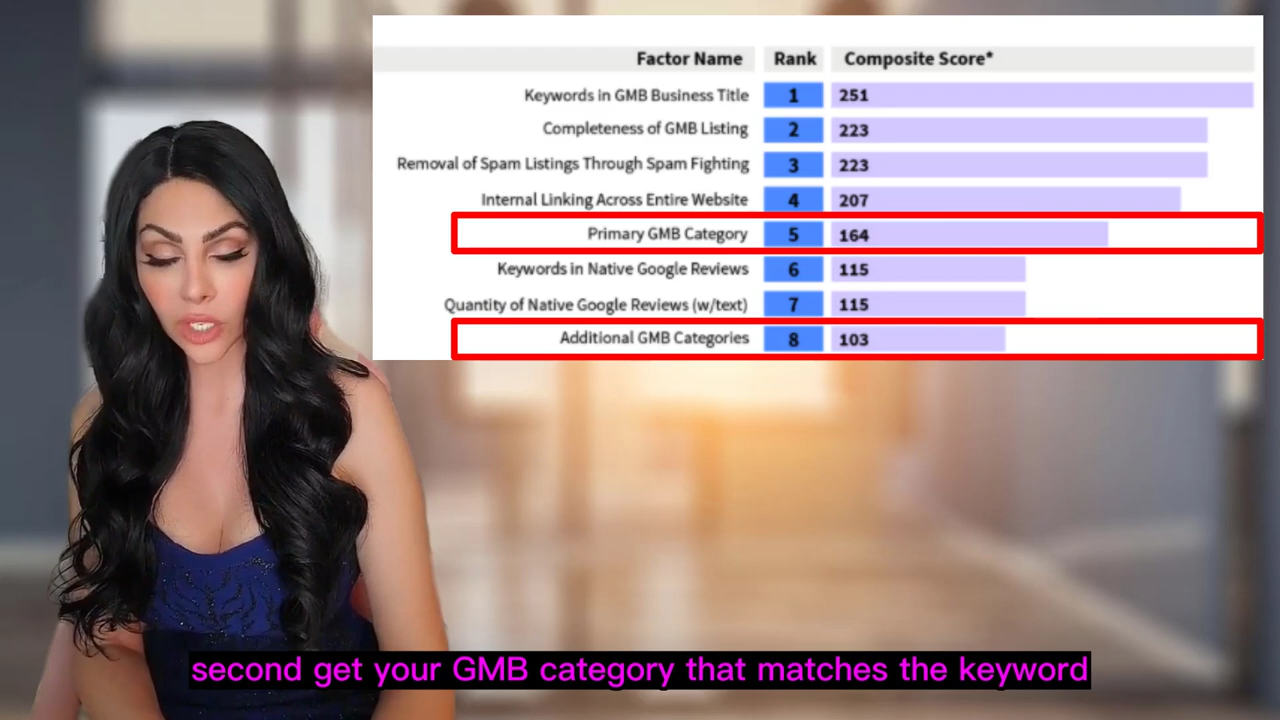 Factor Name Rank Composite Score*
Keywords in GMB Business Title 1 251
Completeness of GMB Listing 2 223
Removal of Spam Listings Through Spam Fighting 3 223
Internal Linking Across Entire Website 4 207
Primary GMB Category 5 164
Keywords in Native Google Reviews 6 115
Quantity of Native Google Reviews (w/text) 7 115
Additional GMB Categories 8 103
second get your GMB category that matches the keyword